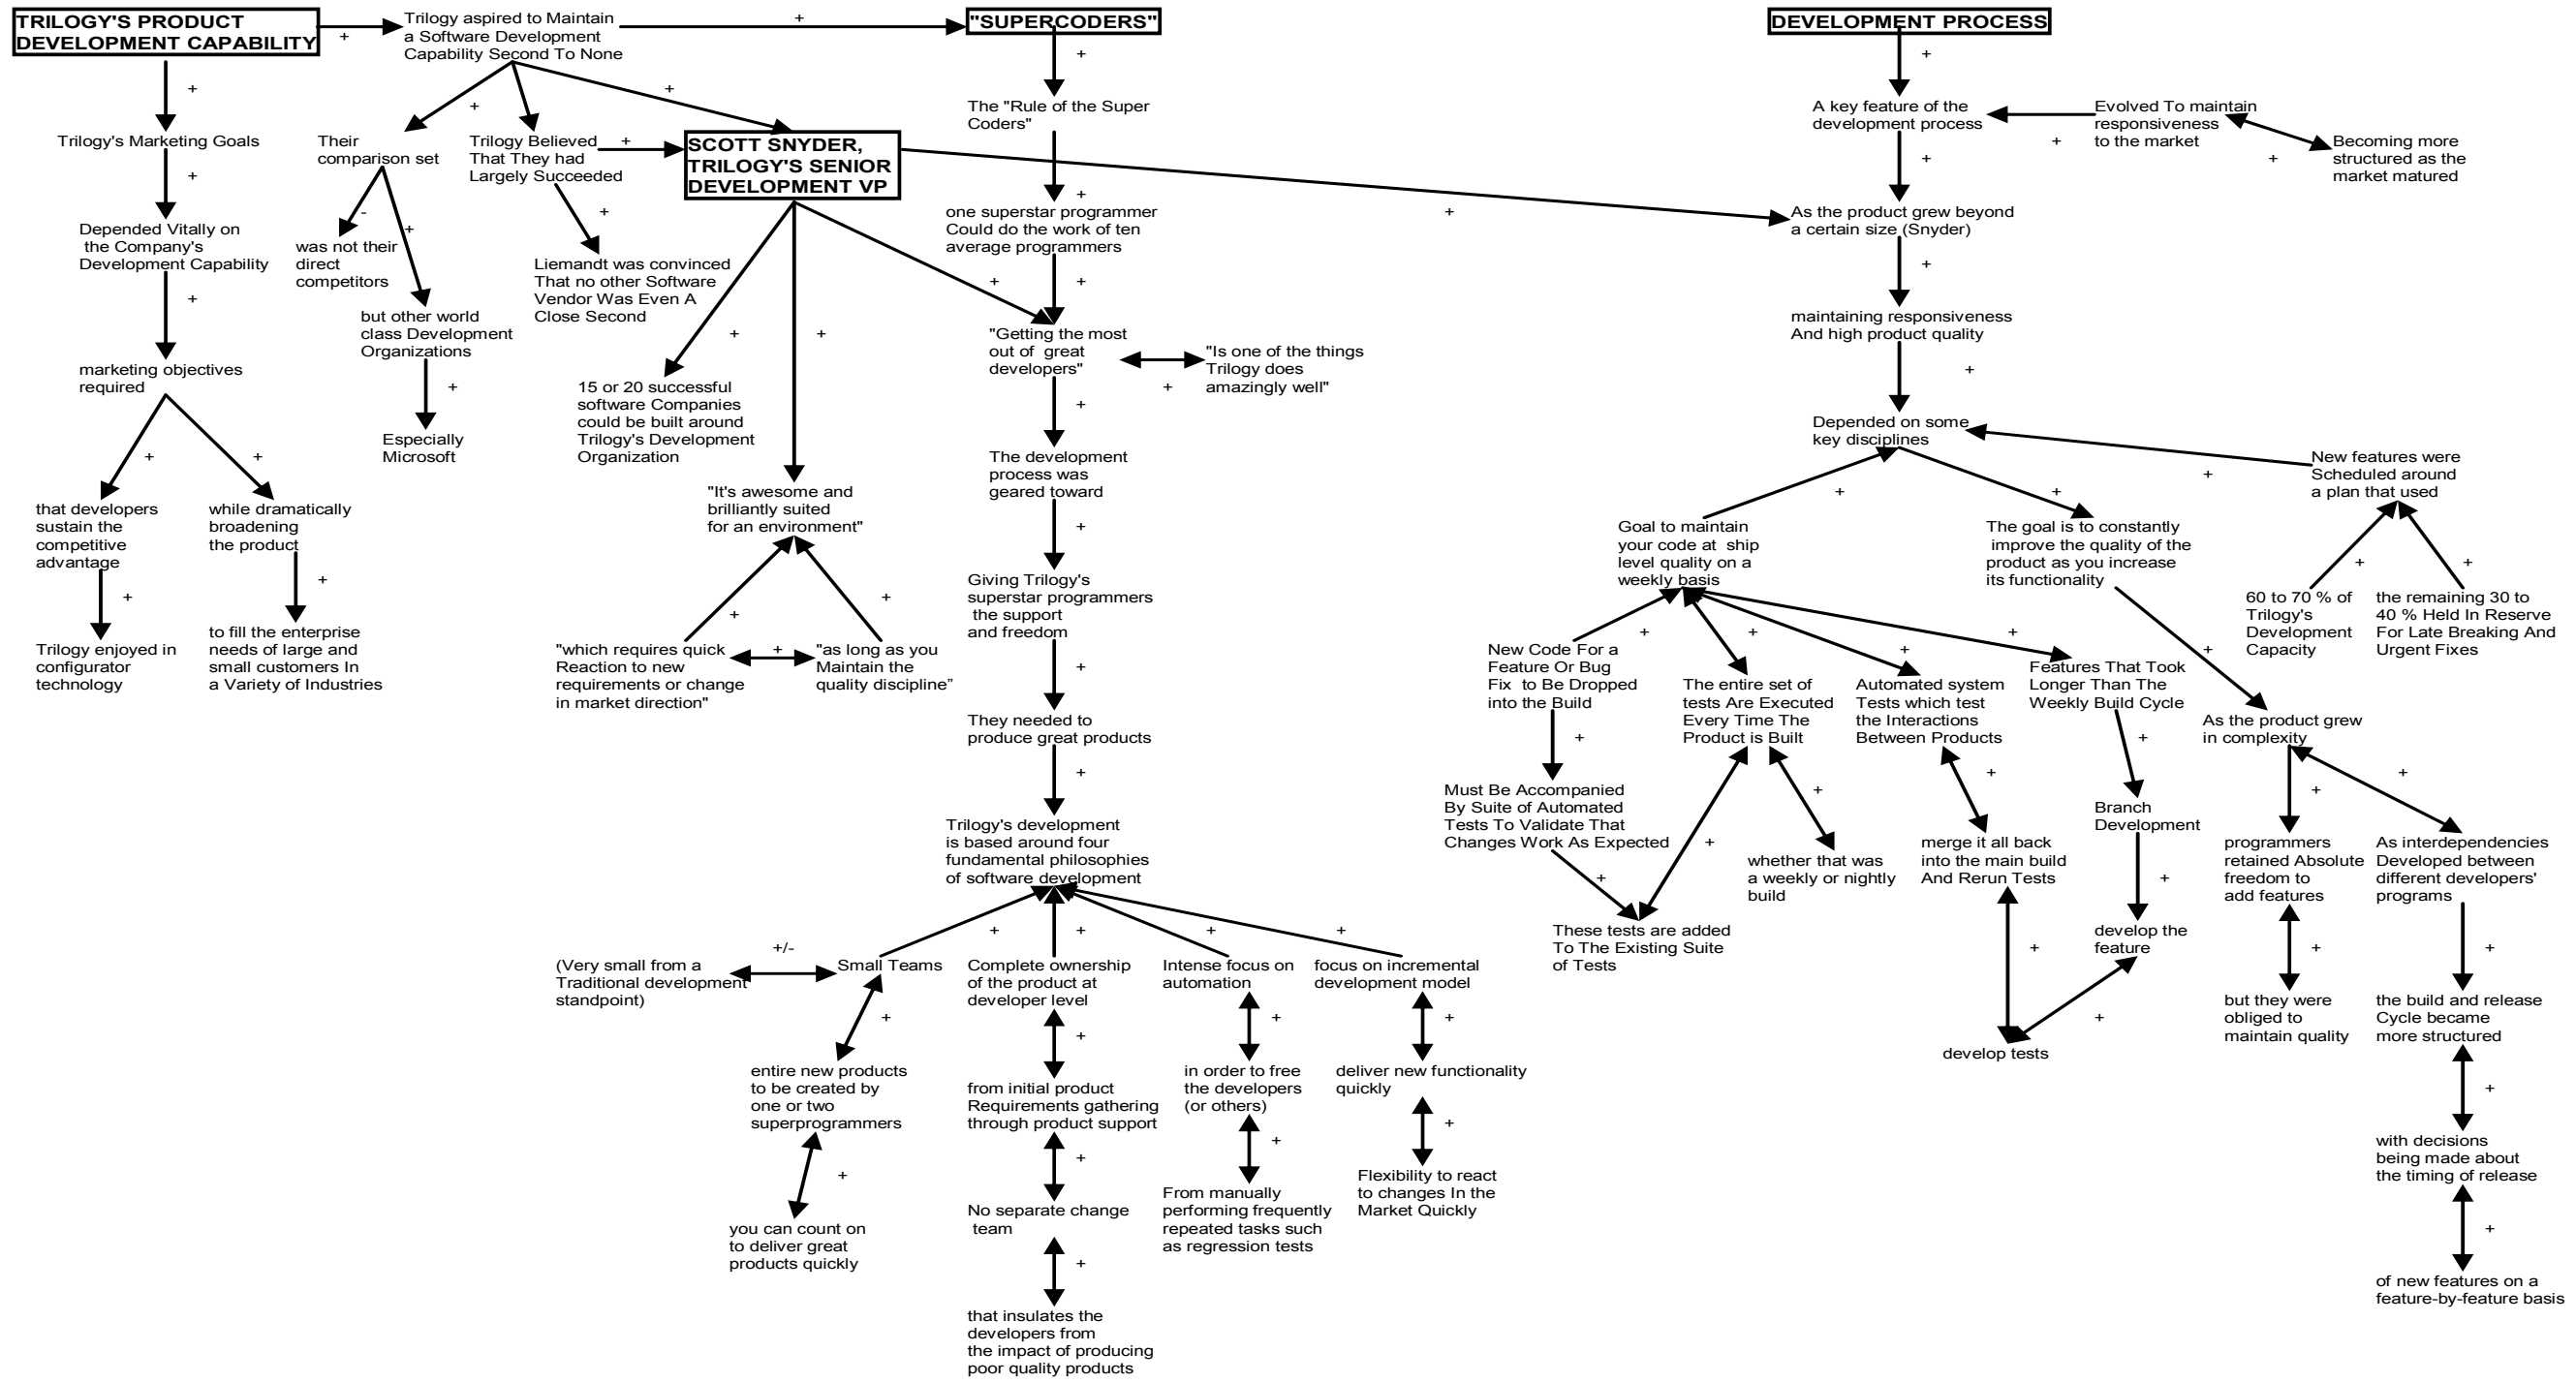 TRILOGY'S PRODUCT
DEVELOPMENT CAPABILITY
+
Trilogy aspired to Maintain
a Software Development
Capability Second To None
+
"SUPERCODERS"
DEVELOPMENT PROCESS
+
Trilogy's Marketing Goals
+
Depended Vitally on
the Company's
Development Capability
+
marketing objectives
required
+
+
that developers
sustain the
competitive
advantage
+
Trilogy enjoyed in
configurator
technology
while dramatically
broadening
the product
+
to fill the enterprise
needs of large and
small customers In
a Variety of Industries
+
Their
comparison set
-
was not their
direct
competitors
+
but other world
class Development
Organizations
+
Especially
Microsoft
Trilogy Believed
That They had
Largely Succeeded
+
+
Liemandt was convinced
That no other Software
Vendor Was Even A
Close Second
+
SCOTT SNYDER,
TRILOGY'S SENIOR
DEVELOPMENT VP
+
+
+
+
15 or 20 successful
software Companies
could be built around
Trilogy's Development
Organization
"It's awesome and
brilliantly suited
for an environment"
+
+
"which requires quick
Reaction to new
requirements or change
in market direction"
+
"as long as you
Maintain the
quality discipline”
+
The "Rule of the Super
Coders"
+
one superstar programmer
Could do the work of ten
average programmers
+
"Getting the most
out of great
developers"
+
"Is one of the things
Trilogy does
amazingly well"
+
The development
process was
geared toward
+
Giving Trilogy's
superstar programmers
the support
and freedom
+
They needed to
produce great products
+
Trilogy's development
is based around four
fundamental philosophies
of software development
+
+
+
+
(Very small from a
Traditional development
standpoint)
+/-
Small Teams
+
entire new products
to be created by
one or two
superprogrammers
+
you can count on
to deliver great
products quickly
Complete ownership
of the product at
developer level
+
from initial product
Requirements gathering
through product support
+
No separate change
team
+
that insulates the
developers from
the impact of producing
poor quality products
Intense focus on
automation
+
in order to free
the developers
(or others)
+
From manually
performing frequently
repeated tasks such
as regression tests
focus on incremental
development model
+
deliver new functionality
quickly
+
Flexibility to react
to changes In the
Market Quickly
+
A key feature of the
development process
+
Evolved To maintain
responsiveness
to the market
+
Becoming more
structured as the
market matured
+
As the product grew beyond
a certain size (Snyder)
+
maintaining responsiveness
And high product quality
+
Depended on some
key disciplines
+
+
+
Goal to maintain
your code at ship
level quality on a
weekly basis
+
+
+
+
New Code For a
Feature Or Bug
Fix to Be Dropped
into the Build
+
Must Be Accompanied
By Suite of Automated
Tests To Validate That
Changes Work As Expected
+
The entire set of
tests Are Executed
Every Time The
Product is Built
+
+
whether that was
a weekly or nightly
build
These tests are added
To The Existing Suite
of Tests
Automated system
Tests which test
the Interactions
Between Products
+
merge it all back
into the main build
And Rerun Tests
+
develop tests
Features That Took
Longer Than The
Weekly Build Cycle
+
Branch
Development
+
develop the
feature
+
The goal is to constantly
improve the quality of the
product as you increase
its functionality
+
New features were
Scheduled around
a plan that used
+
+
60 to 70 % of
Trilogy's
Development
Capacity
the remaining 30 to
40 % Held In Reserve
For Late Breaking And
Urgent Fixes
As the product grew
in complexity
+
+
programmers
retained Absolute
freedom to
add features
+
but they were
obliged to
maintain quality
As interdependencies
Developed between
different developers'
programs
+
the build and release
Cycle became
more structured
+
with decisions
being made about
the timing of release
+
of new features on a
feature-by-feature basis